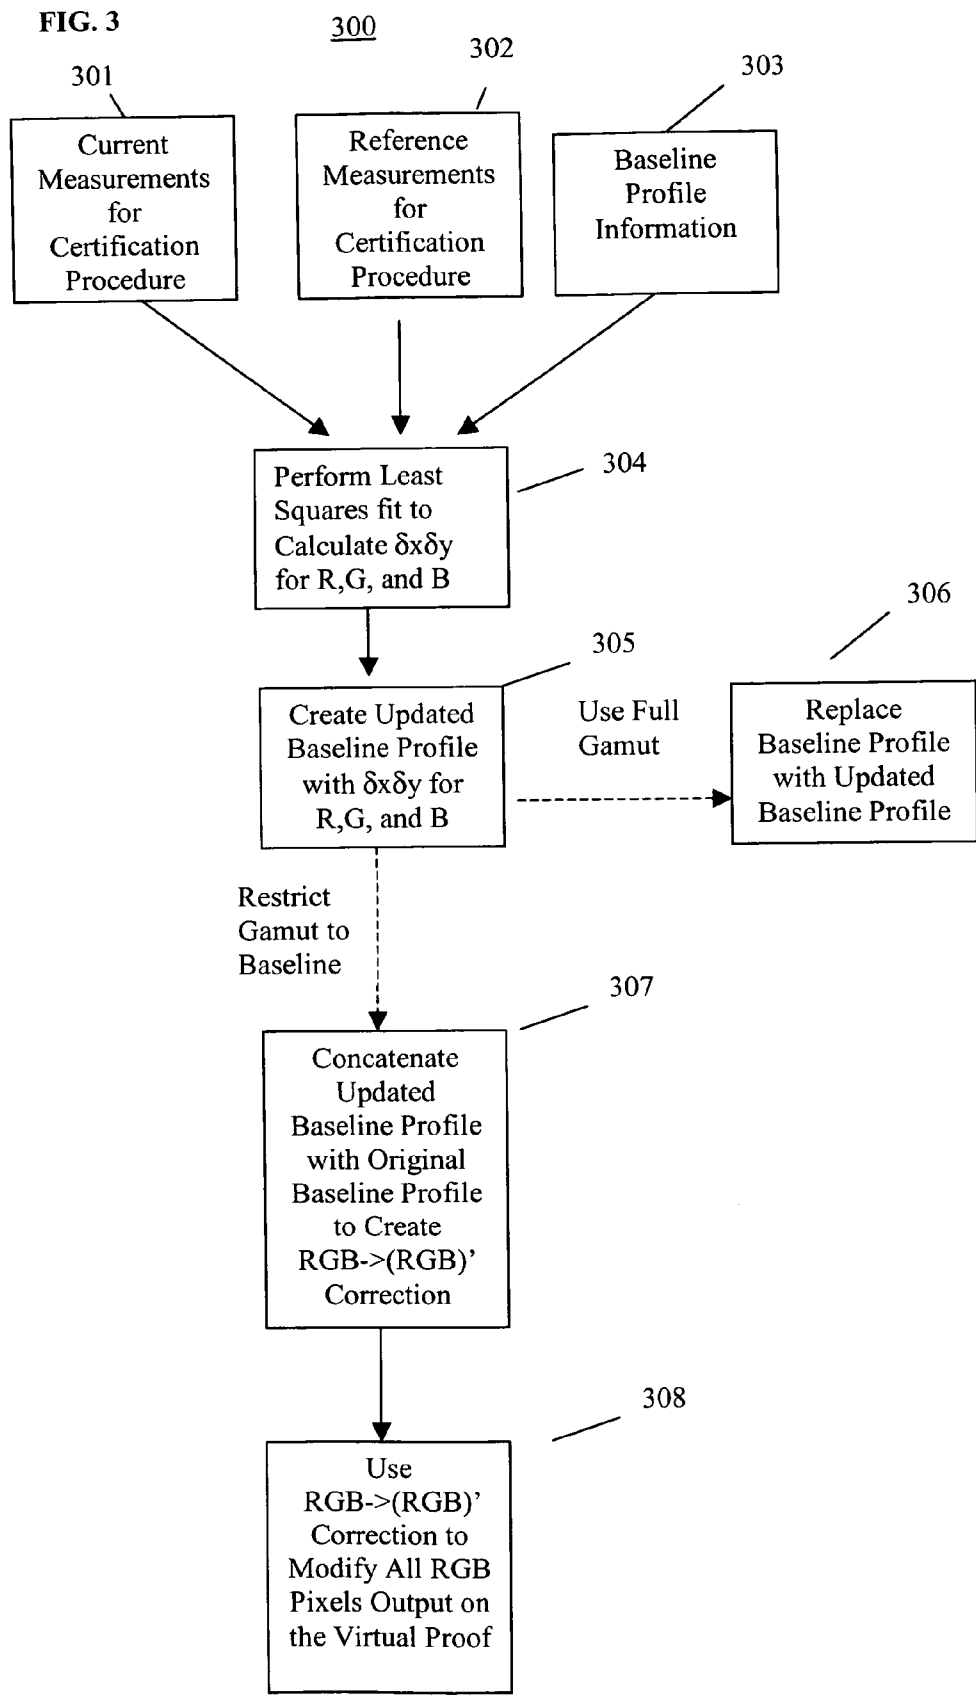 FIG. 3
300
301
302
303
Current
Measurements
for
Certification
Procedure
Reference
Measurements
for
Certification
Procedure
Baseline
Profile
Information
304
Perform Least
Squares fit to
Calculate δxδy
for R,G, and B
305
306
Create Updated
Baseline Profile
with δxδy for
R,G, and B
Use Full
Gamut
Replace
Baseline Profile
with Updated
Baseline Profile
Restrict
Gamut to
Baseline
307
Concatenate
Updated
Baseline Profile
with Original
Baseline Profile
to Create
RGB->(RGB)’
Correction
308
Use
RGB->(RGB)’
Correction to
Modify All RGB
Pixels Output on
the Virtual Proof